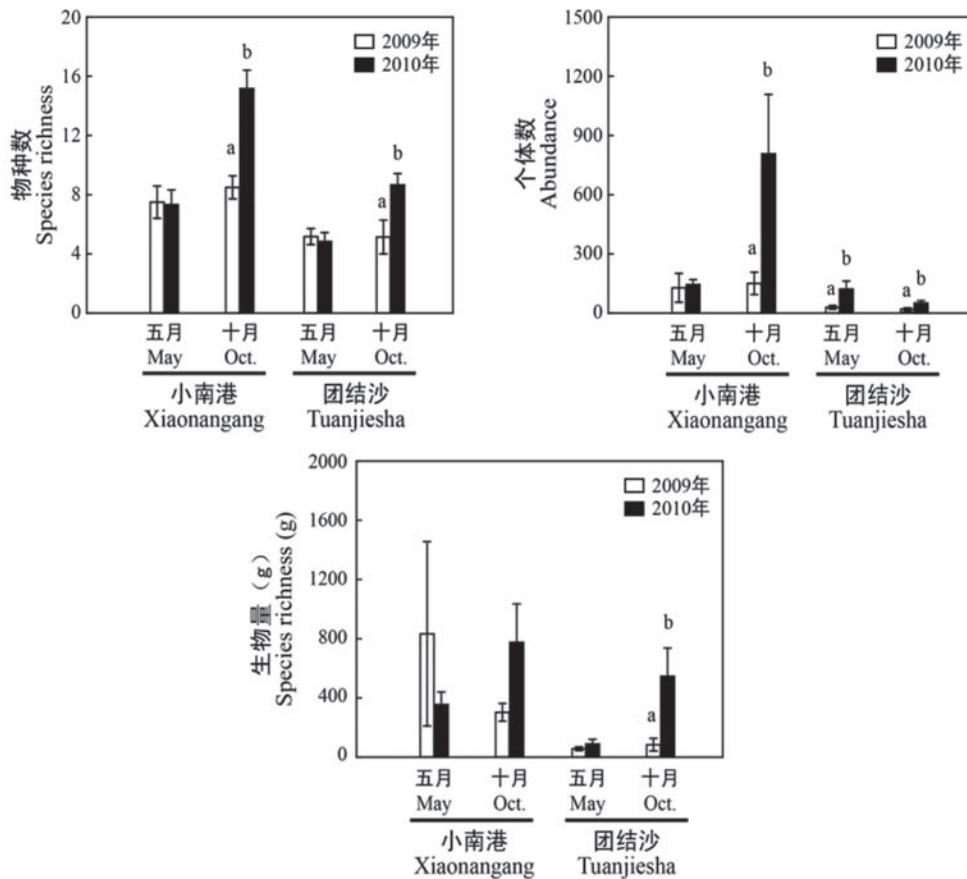 20
16
12
8
4
0
物种数
Species richness
2009年
2010年
b
a
b
a
五月 十月 五月 十月
May Oct. May Oct.
小南港 团结沙
Xiaonangang Tuanjiesha
1500
1200
900
600
300
0
个体数
Abundance
2009年
2010年
b
a
b
a
b
a
五月 十月 五月 十月
May Oct. May Oct.
小南港 团结沙
Xiaonangang Tuanjiesha
2000
1600
1200
800
400
0
生物量（g）
Species richness (g)
2009年
2010年
b
a
五月 十月 五月 十月
May Oct. May Oct.
小南港 团结沙
Xiaonangang Tuanjiesha